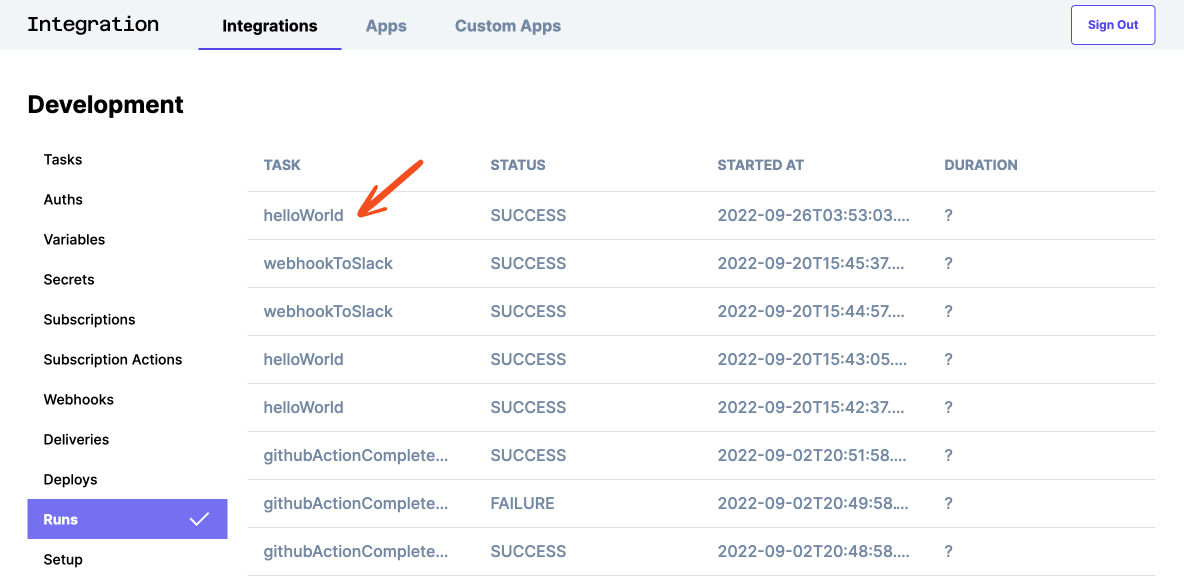 Integration
Integrations
Apps
Custom Apps
Sign Out
Development
Tasks
Auths
Variables
Secrets
Subscriptions
Subscription Actions
Webhooks
Deliveries
Deploys
Runs
Setup
TASK STATUS STARTED AT DURATION
helloWorld SUCCESS 2022-09-26T03:53:03.... ?
webhookToSlack SUCCESS 2022-09-20T15:45:37.... ?
webhookToSlack SUCCESS 2022-09-20T15:44:57.... ?
helloWorld SUCCESS 2022-09-20T15:43:05.... ?
helloWorld SUCCESS 2022-09-20T15:42:37.... ?
githubActionComplete... SUCCESS 2022-09-02T20:51:58.... ?
githubActionComplete... FAILURE 2022-09-02T20:49:58.... ?
githubActionComplete... SUCCESS 2022-09-02T20:48:58.... ?